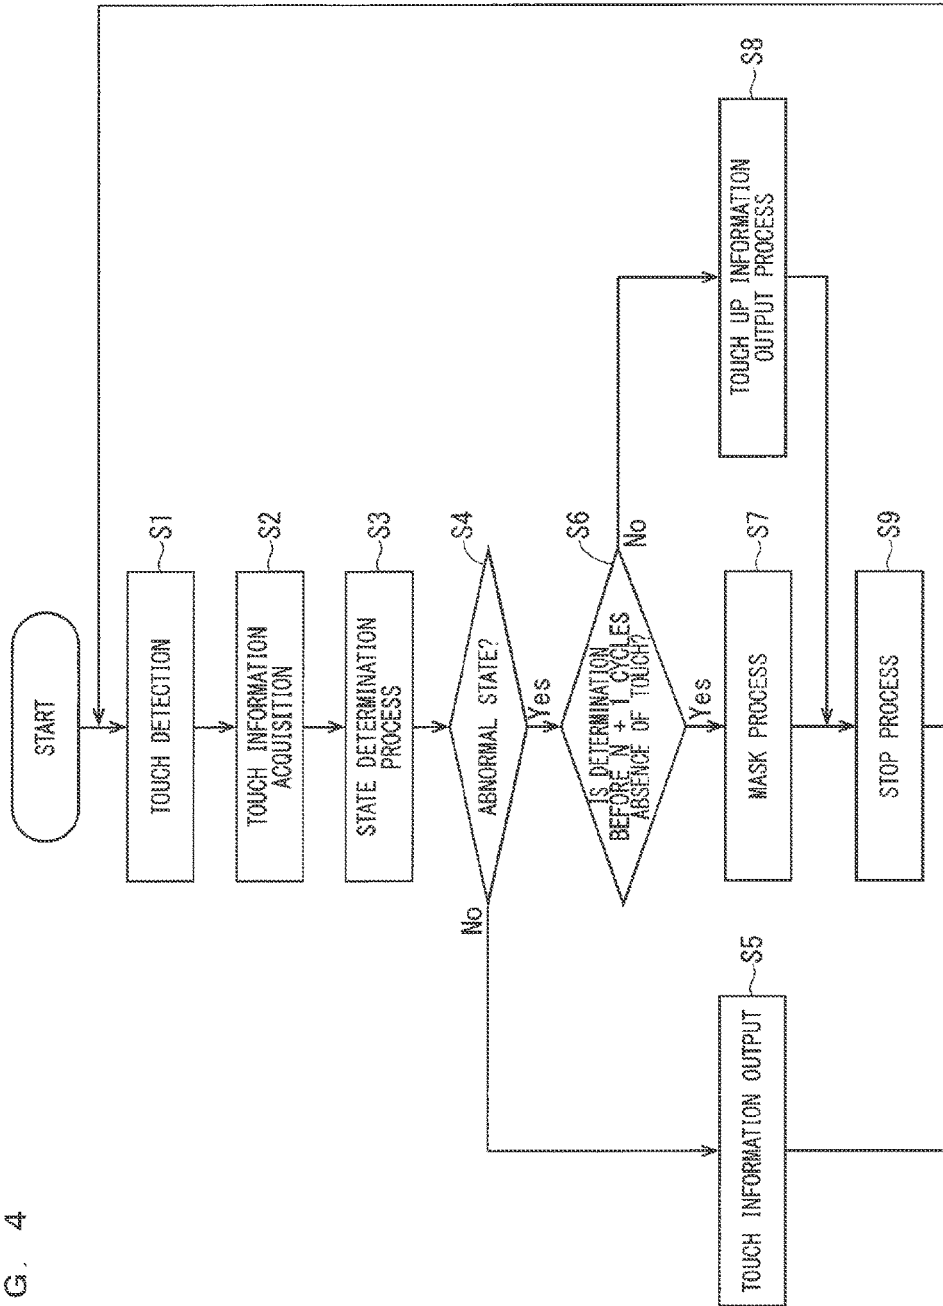 G. 4
START
TOUCH DETECTION
S1
TOUCH INFORMATION
ACQUISITION
S2
STATE DETERMINATION
PROCESS
S3
ABNORMAL STATE?
S4
No
Yes
IS DETERMINATION
BEFORE N + 1 CYCLES
ABSENCE OF TOUCH?
S6
No
Yes
TOUCH INFORMATION OUTPUT
S5
MASK PROCESS
S7
TOUCH UP INFORMATION
OUTPUT PROCESS
S8
STOP PROCESS
S9